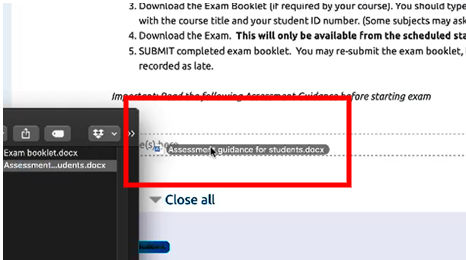 3. Download the Exam Booklet (if required by your course). You should type
with the course title and your student ID number. (Some subjects may ask
4. Download the Exam. This will only be available from the scheduled sta
5. SUBMIT completed exam booklet. You may re-submit the exam booklet,
recorded as late.
Important: Read the following Assessment Guidance before starting exam
Exam booklet.docx
e(s) here
Assessment guidance for students.docx
Assessment...udents.docx
Close all